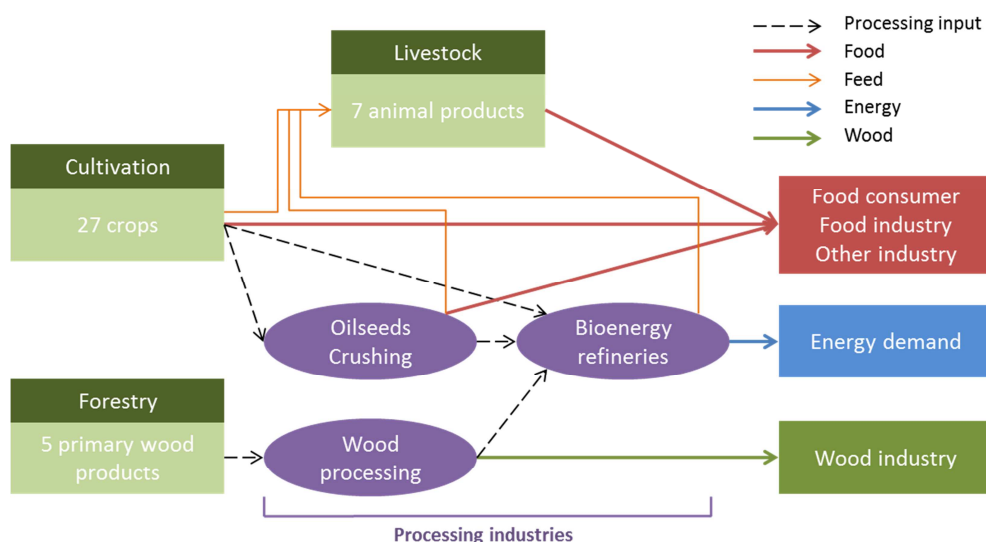 Processing input
Food
Feed
Energy
Wood
Livestock
7 animal products
Cultivation
27 crops
Food consumer
Food industry
Other industry
Oilseeds
Crushing
Bioenergy
refineries
Energy demand
Forestry
5 primary wood
products
Wood
processing
Wood industry
Processing industries